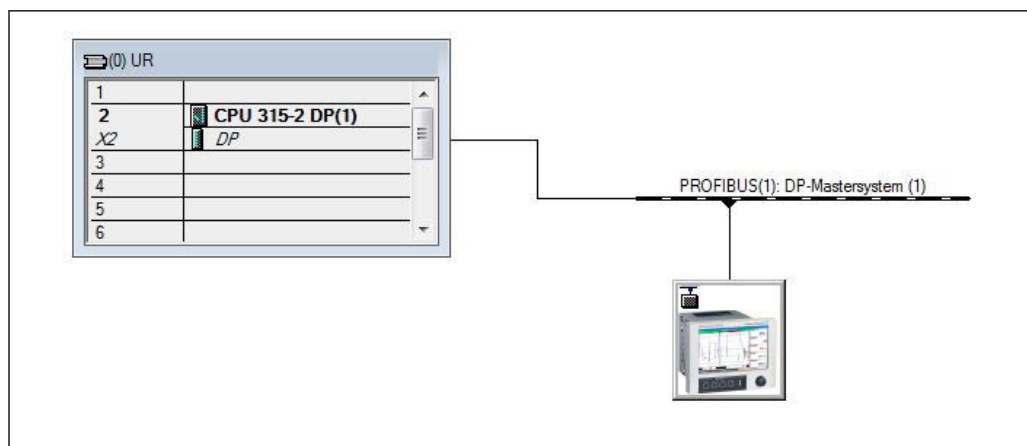 (0) UR
1
2 CPU 315-2 DP(1)
X2 DP
3
4
5
6
PROFIBUS(1): DP-Mastersystem (1)